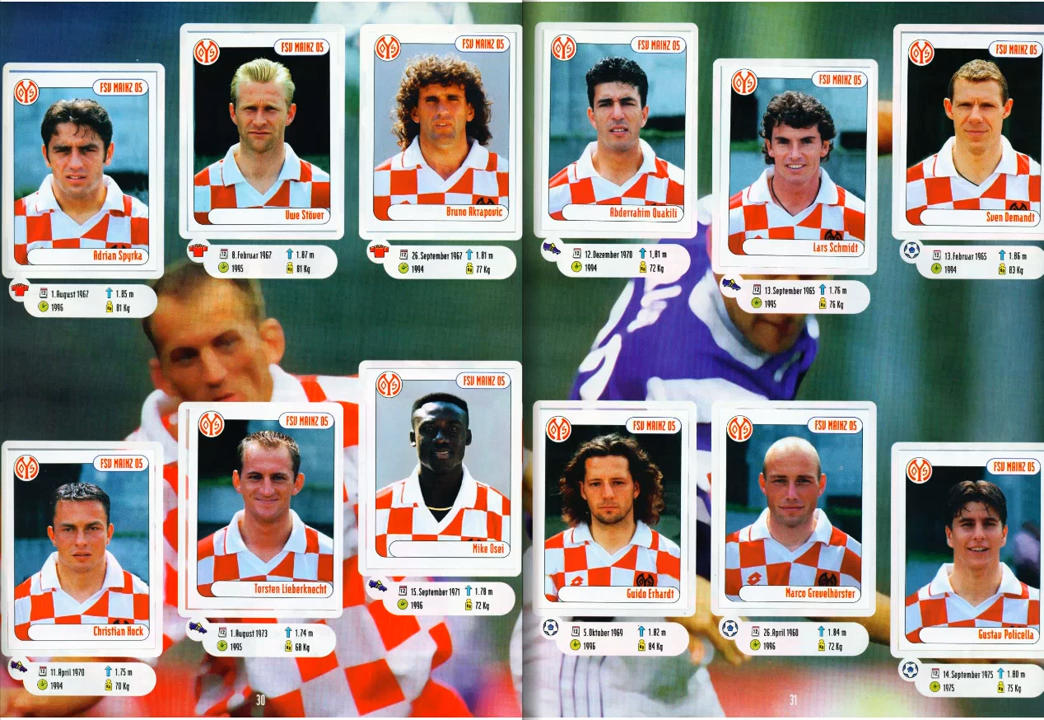 FSV MAINZ 05
Adrian Spyrka
1. August 1967
1.85 m
1996
81 Kg
FSV MAINZ 05
Uwe Stöver
8. Februar 1967
1.87 m
1995
81 Kg
FSV MAINZ 05
Bruno Akrapovic
26. September 1967
1.81 m
1994
77 Kg
FSV MAINZ 05
Abderrahim Ouakili
12. Dezember 1970
1,81 m
1994
72 Kg
FSV MAINZ 05
Lars Schmidt
13. September 1965
1.76 m
1995
76 Kg
FSV MAINZ 05
Sven Demandt
13. Februar 1965
1.86 m
1994
83 Kg
FSV MAINZ 05
Christian Hock
11. April 1970
1.75 m
1994
70 Kg
FSV MAINZ 05
Torsten Lieberknecht
1. August 1973
1.74 m
1995
68 Kg
FSV MAINZ 05
Mike Osei
15. September 1971
1.78 m
1996
72 Kg
FSV MAINZ 05
Guido Erhardt
5. Oktober 1969
1.82 m
1996
84 Kg
FSV MAINZ 05
Marco Grevelhörster
26. April 1968
1.84 m
1996
72 Kg
FSV MAINZ 05
Gustav Policella
14. September 1975
1.80 m
1975
75 Kg
30
31